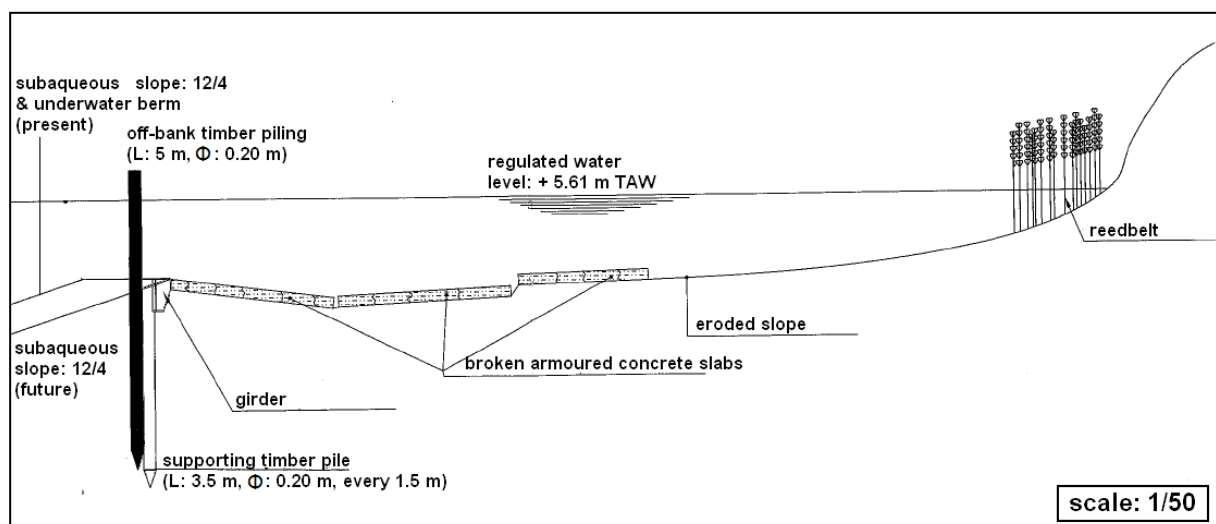 subaqueous slope: 12/4
& underwater berm
(present)
off-bank timber piling
(L: 5 m, Φ: 0.20 m)
regulated water
level: + 5.61 m TAW
reedbelt
eroded slope
broken armoured concrete slabs
subaqueous
slope: 12/4
(future)
girder
supporting timber pile
(L: 3.5 m, Φ: 0.20 m, every 1.5 m)
scale: 1/50